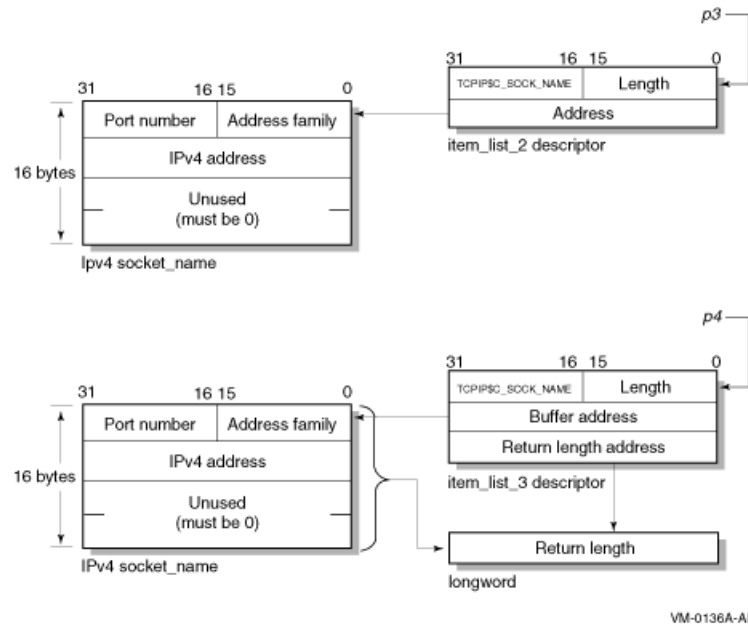 p3
31 16 15 0
TCPIP$C_SOCK_NAME Length
Address
item_list_2 descriptor
31 16 15 0
Port number Address family
IPv4 address
Unused
(must be 0)
16 bytes
Ipv4 socket_name
p4
31 16 15 0
TCPIP$C_SOCK_NAME Length
Buffer address
Return length address
item_list_3 descriptor
31 16 15 0
Port number Address family
IPv4 address
Unused
(must be 0)
16 bytes
IPv4 socket_name
Return length
longword